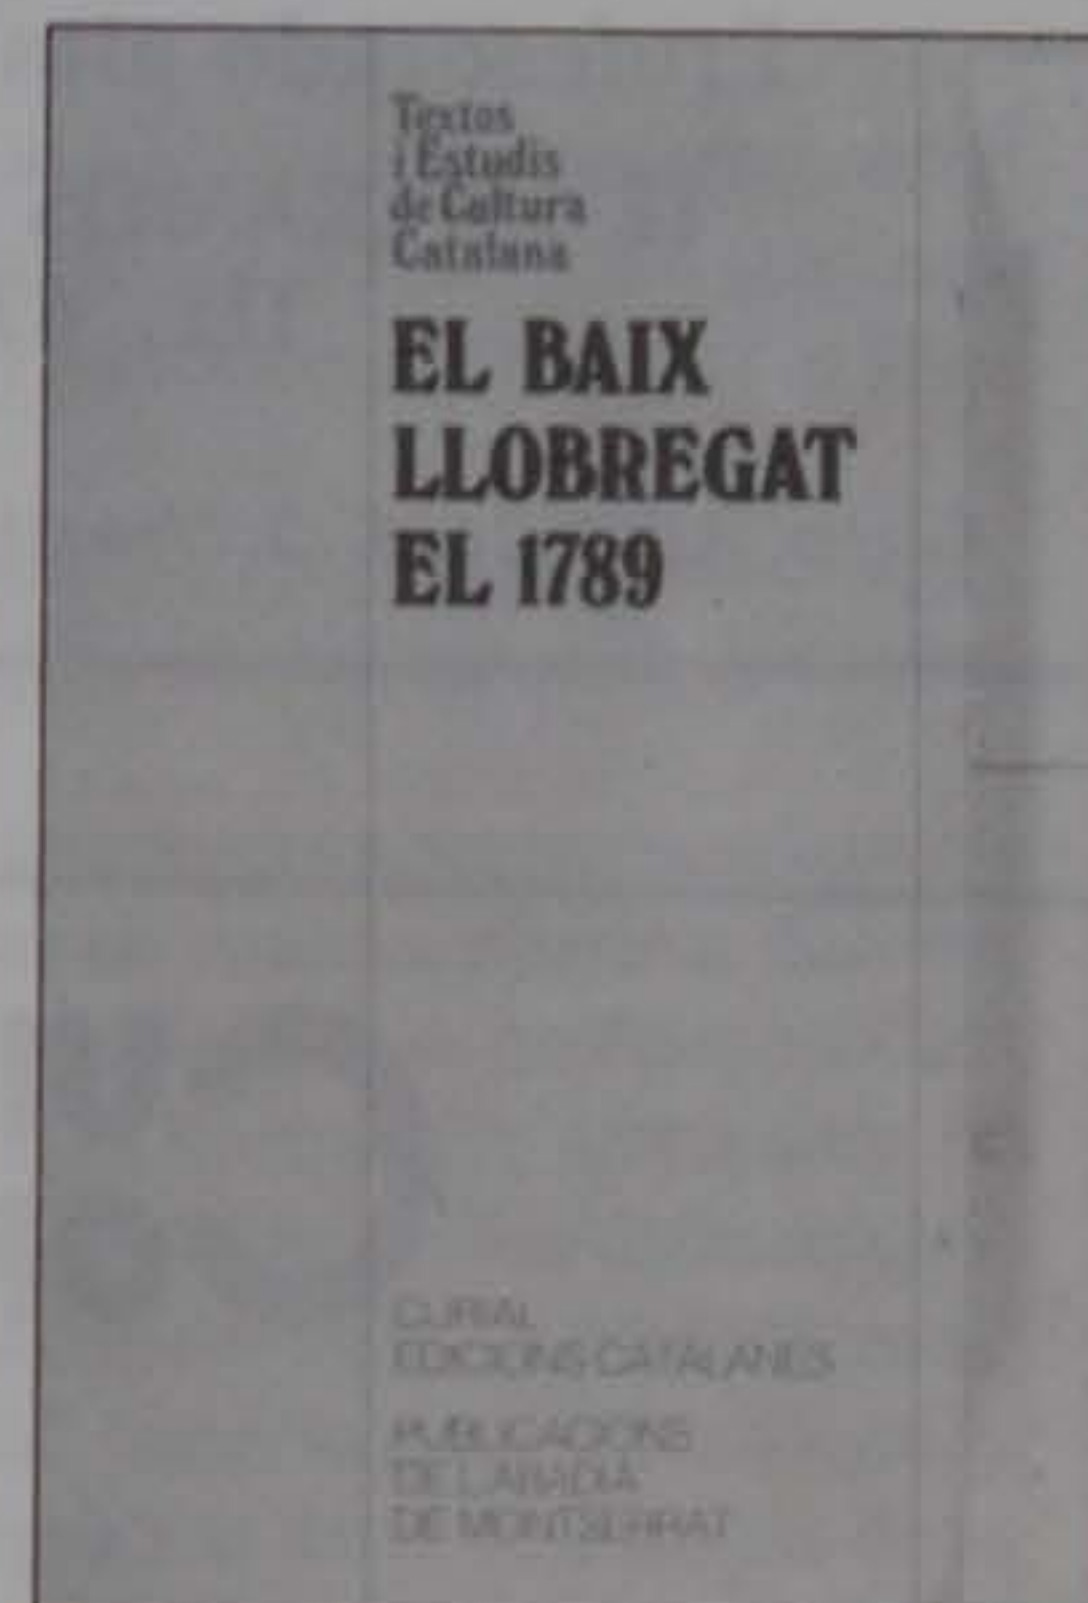 Textos
i Estudis
de Cultura
Catalana
EL BAIX
LLOBREGAT
EL 1789
CURIAL
EDICIONS CATALANES
PUBLICACIONS
DE L'ABADIA
DE MONTSERRAT